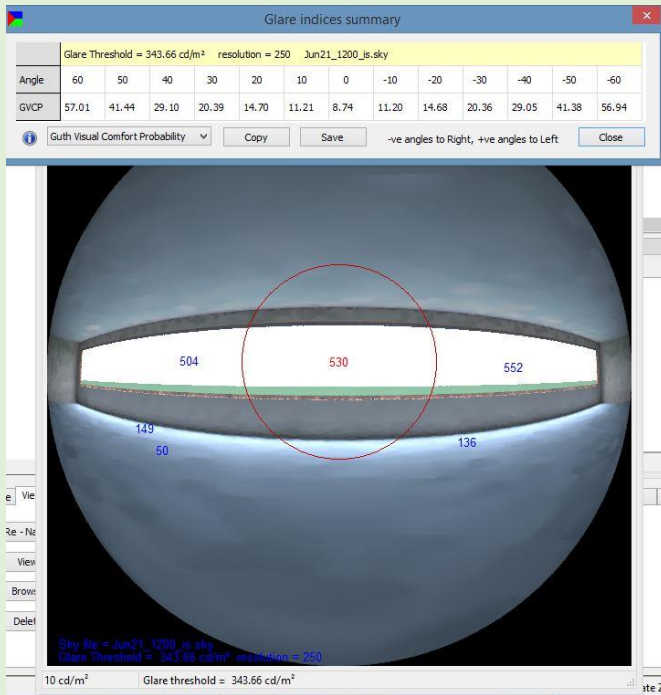 Glare indices summary
Glare Threshold = 343.66 cd/m² resolution = 250 Jun21_1200_is.sky
Angle 60 50 40 30 20 10 0 -10 -20 -30 -40 -50 -60
GVCP 57.01 41.44 29.10 20.39 14.70 11.21 8.74 11.20 14.68 20.36 29.05 41.38 56.94
Guth Visual Comfort Probability Copy Save -ve angles to Right, +ve angles to Left Close
504 530 552
149 136
50
e Vie
Re - Na
View
Brows
Delet
Sky file = Jun21_1200_is.sky
Glare Threshold = 343.66 cd/m² resolution = 250
10 cd/m² Glare threshold = 343.66 cd/m²
ate